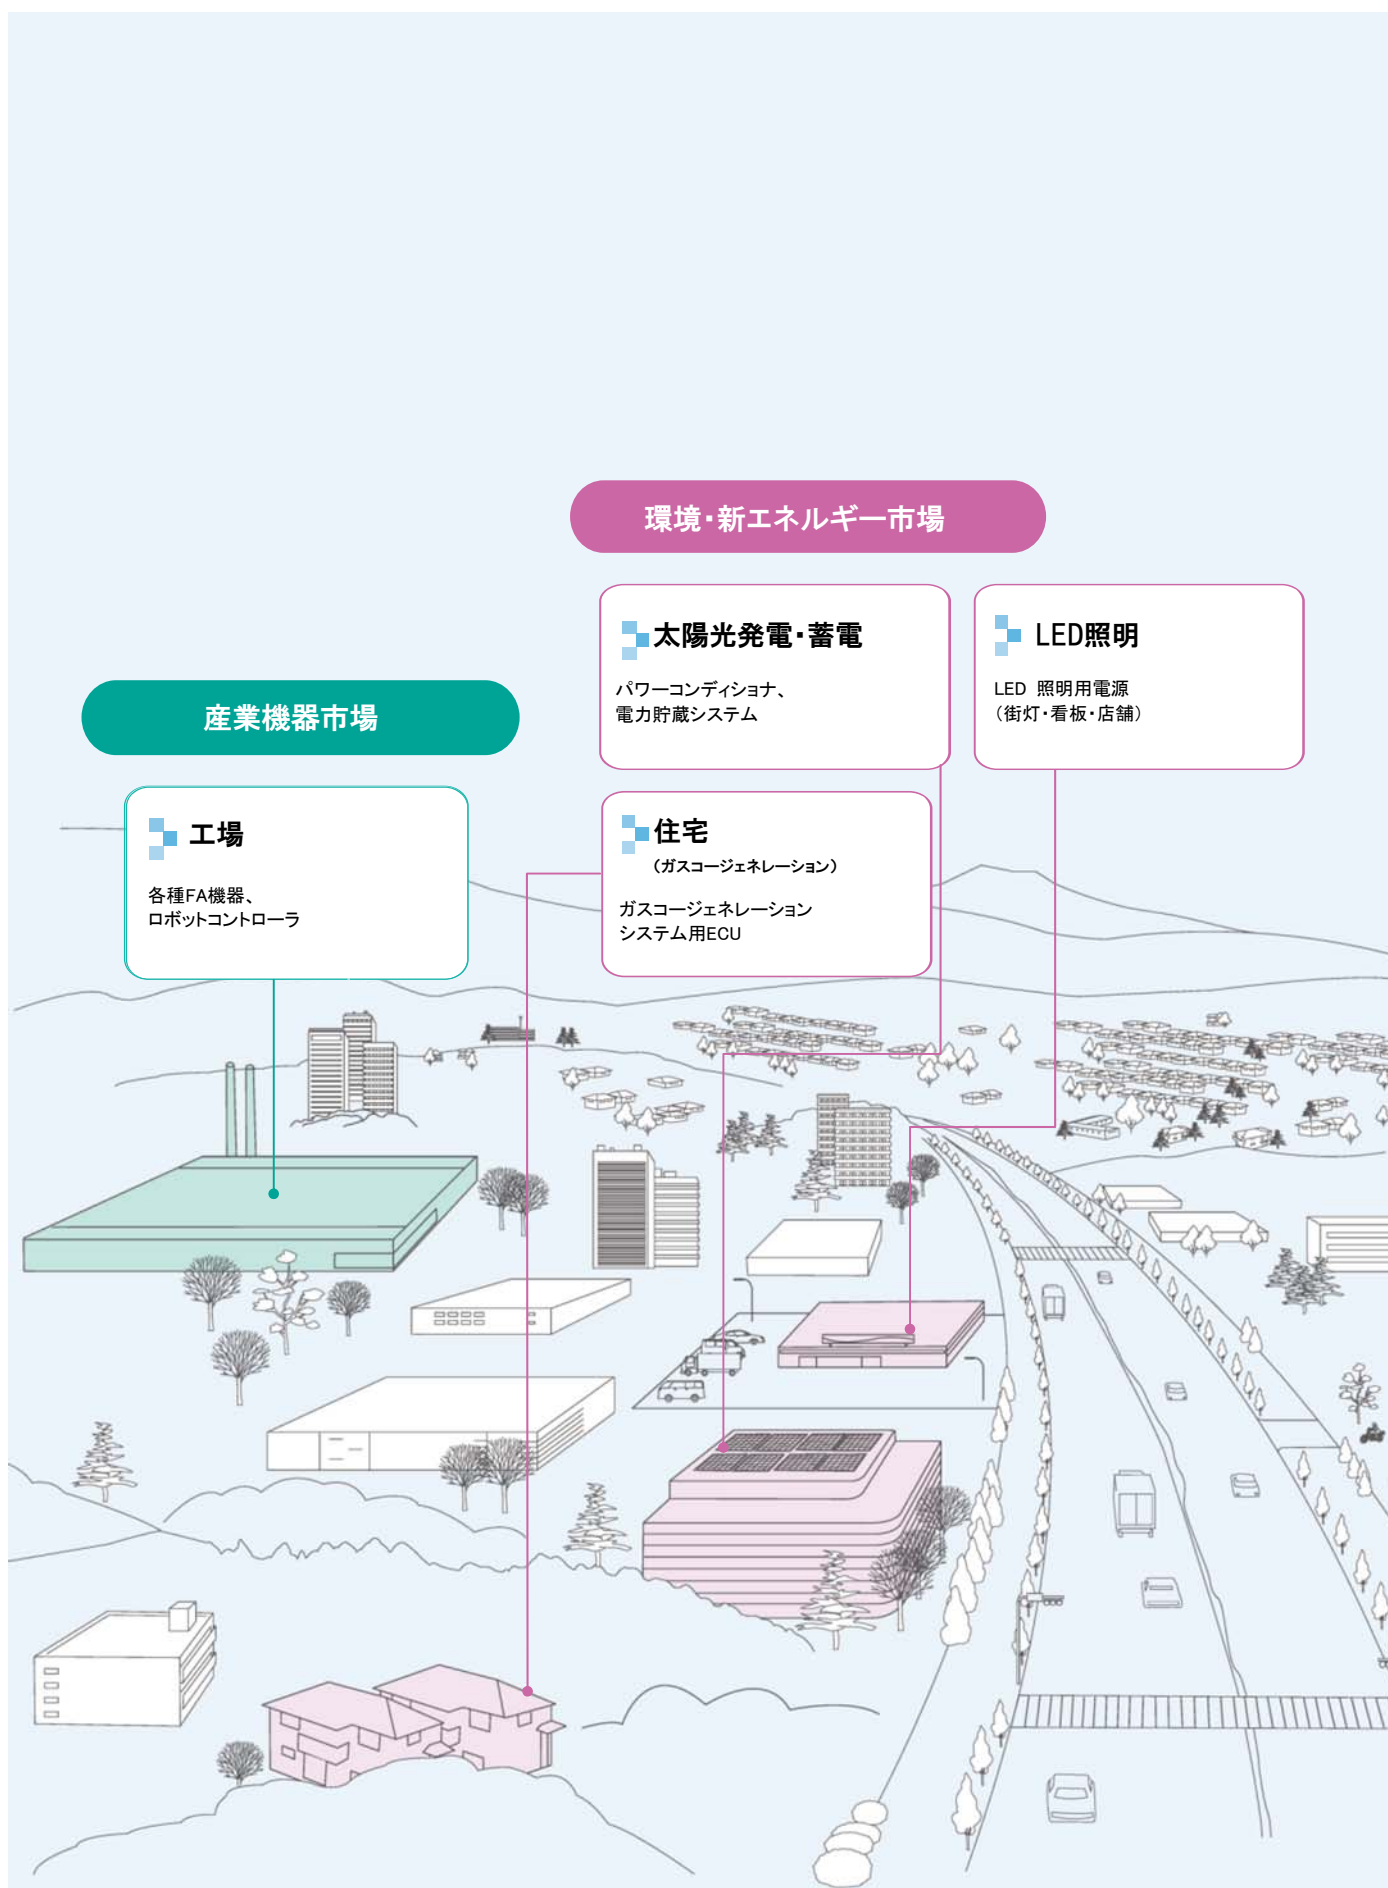 環境・新エネルギー市場
太陽光発電・蓄電
パワーコンディショナ、
電力貯蔵システム
LED照明
LED 照明用電源
（街灯・看板・店舗）
産業機器市場
工場
各種FA機器、
ロボットコントローラ
住宅
（ガスコージェネレーション）
ガスコージェネレーション
システム用ECU